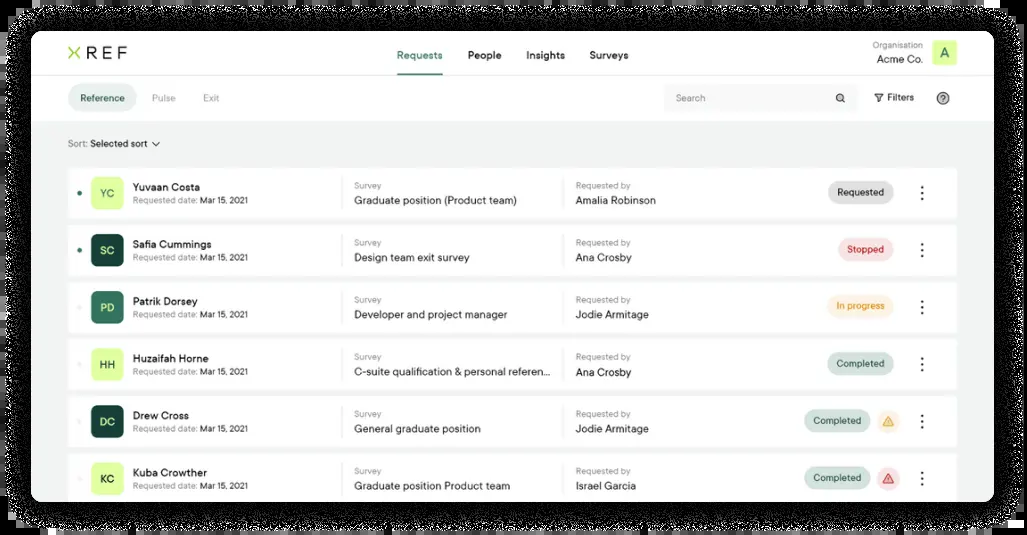 XREF
Requests People Insights Surveys
Organisation
Acme Co.
A
Reference Pulse Exit
Search
Filters
?
Sort: Selected sort
YC
Yuvaan Costa
Requested date: Mar 15, 2021
Survey
Graduate position (Product team)
Requested by
Amalia Robinson
Requested
SC
Safia Cummings
Requested date: Mar 15, 2021
Survey
Design team exit survey
Requested by
Ana Crosby
Stopped
PD
Patrik Dorsey
Requested date: Mar 15, 2021
Survey
Developer and project manager
Requested by
Jodie Armitage
In progress
HH
Huzaifah Horne
Requested date: Mar 15, 2021
Survey
C-suite qualification & personal referen...
Requested by
Ana Crosby
Completed
DC
Drew Cross
Requested date: Mar 15, 2021
Survey
General graduate position
Requested by
Jodie Armitage
Completed
KC
Kuba Crowther
Requested date: Mar 15, 2021
Survey
Graduate position Product team
Requested by
Israel Garcia
Completed